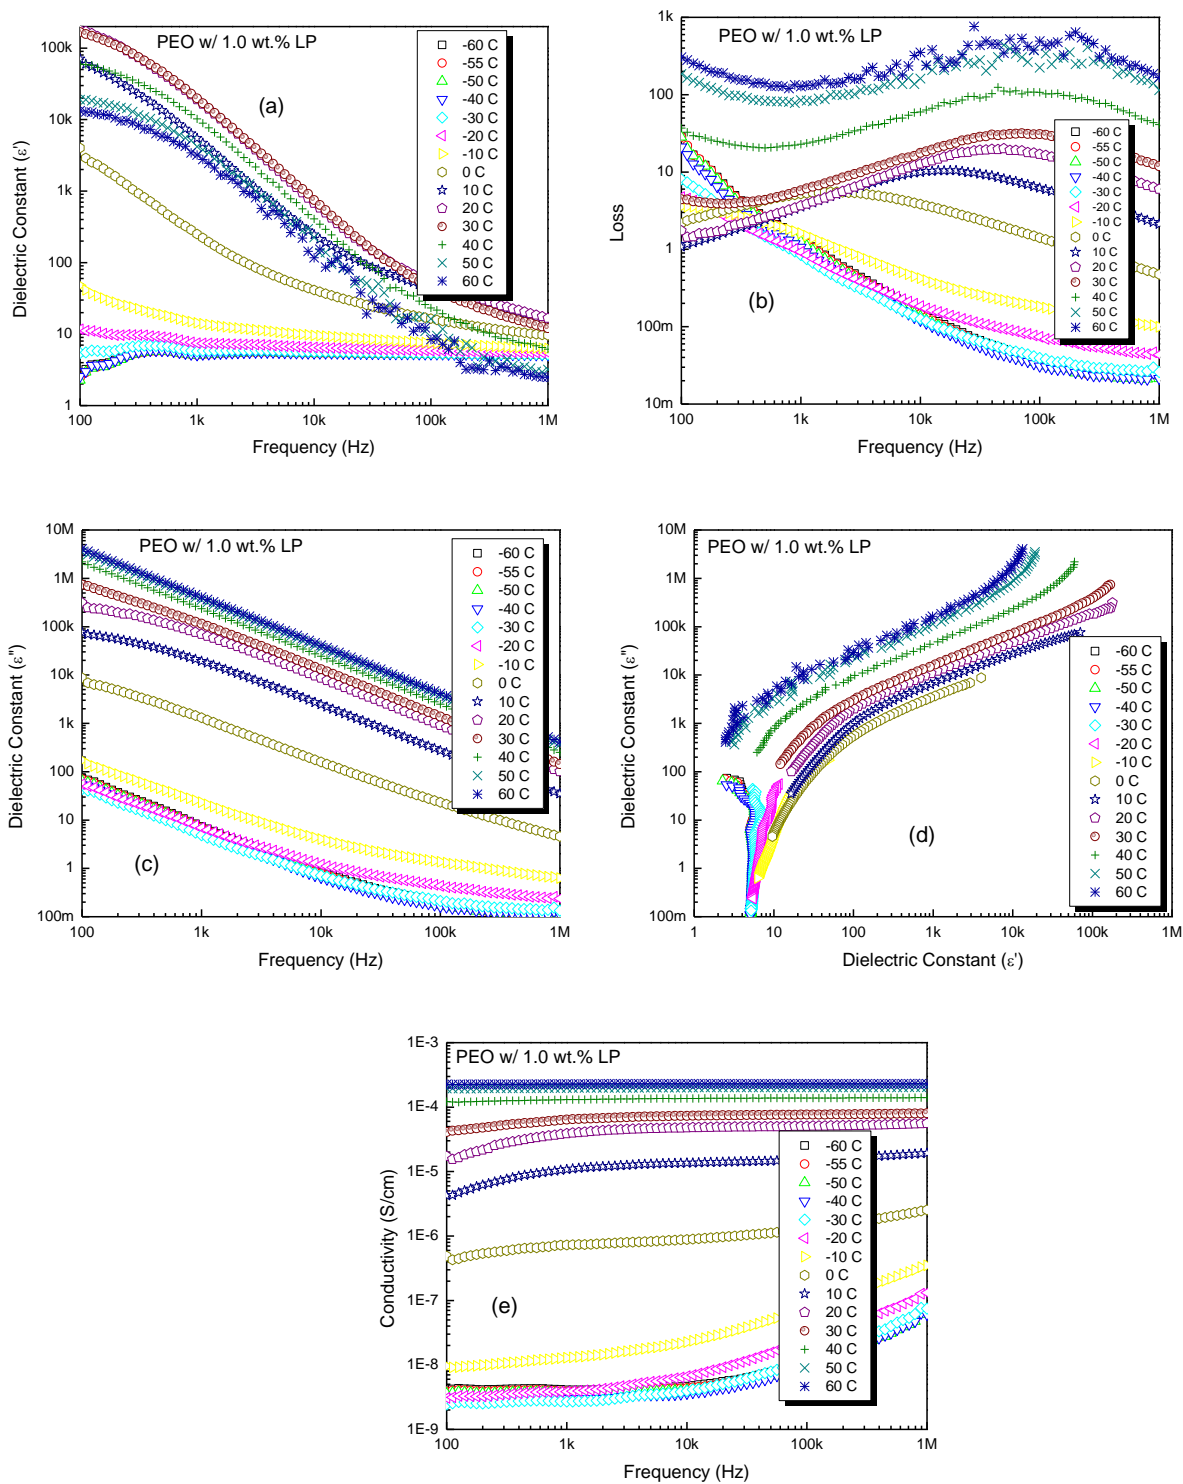 PEO w/ 1.0 wt.% LP
(a)
Dielectric Constant (ε')
100k
10k
1k
100
10
1
100
1k
10k
100k
1M
Frequency (Hz)
-60 C
-55 C
-50 C
-40 C
-30 C
-20 C
-10 C
0 C
10 C
20 C
30 C
40 C
50 C
60 C
PEO w/ 1.0 wt.% LP
(b)
Loss
1k
100
10
1
100m
10m
100
1k
10k
100k
1M
Frequency (Hz)
-60 C
-55 C
-50 C
-40 C
-30 C
-20 C
-10 C
0 C
10 C
20 C
30 C
40 C
50 C
60 C
PEO w/ 1.0 wt.% LP
(c)
Dielectric Constant (ε")
10M
1M
100k
10k
1k
100
10
1
100m
100
1k
10k
100k
1M
Frequency (Hz)
-60 C
-55 C
-50 C
-40 C
-30 C
-20 C
-10 C
0 C
10 C
20 C
30 C
40 C
50 C
60 C
PEO w/ 1.0 wt.% LP
(d)
Dielectric Constant (ε")
10M
1M
100k
10k
1k
100
10
1
100m
1
10
100
1k
10k
100k
1M
Dielectric Constant (ε')
-60 C
-55 C
-50 C
-40 C
-30 C
-20 C
-10 C
0 C
10 C
20 C
30 C
40 C
50 C
60 C
PEO w/ 1.0 wt.% LP
(e)
Conductivity (S/cm)
1E-3
1E-4
1E-5
1E-6
1E-7
1E-8
1E-9
100
1k
10k
100k
1M
Frequency (Hz)
-60 C
-55 C
-50 C
-40 C
-30 C
-20 C
-10 C
0 C
10 C
20 C
30 C
40 C
50 C
60 C